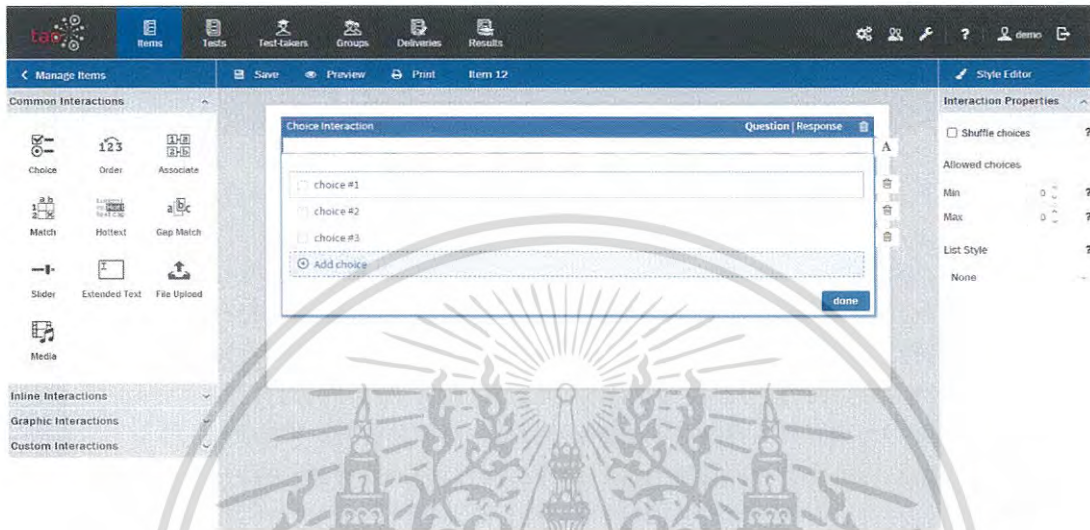 tao
Items Tests Test-takers Groups Deliveries Results ? demo
Manage Items Save Preview Print Item 12 Style Editor
Common Interactions
Interaction Properties
Choice Interaction Question | Response
Shuffle choices ?
A
123
Choice Order Associate
Allowed choices
choice #1
Min 0 ?
choice #2
Max 0 ?
Match Hottext Gap Match
choice #3
List Style ?
Add choice
None
Slider Extended Text File Upload
done
Media
Inline Interactions
Graphic Interactions
Custom Interactions